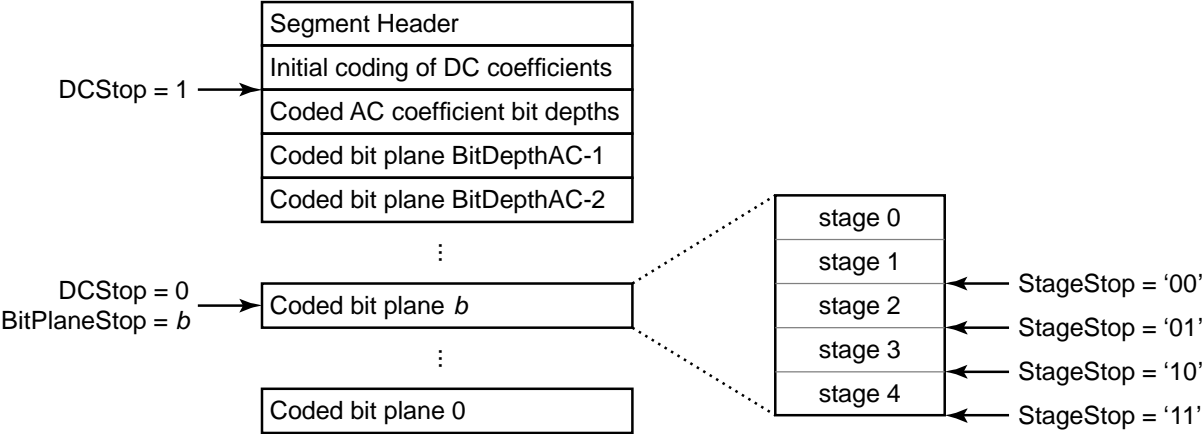 Segment Header
Initial coding of DC coefficients
DCStop = 1
Coded AC coefficient bit depths
Coded bit plane BitDepthAC-1
Coded bit plane BitDepthAC-2
⋮
DCStop = 0
BitPlaneStop = b
Coded bit plane b
⋮
Coded bit plane 0
stage 0
stage 1
StageStop = ‘00’
stage 2
StageStop = ‘01’
stage 3
StageStop = ‘10’
stage 4
StageStop = ‘11’